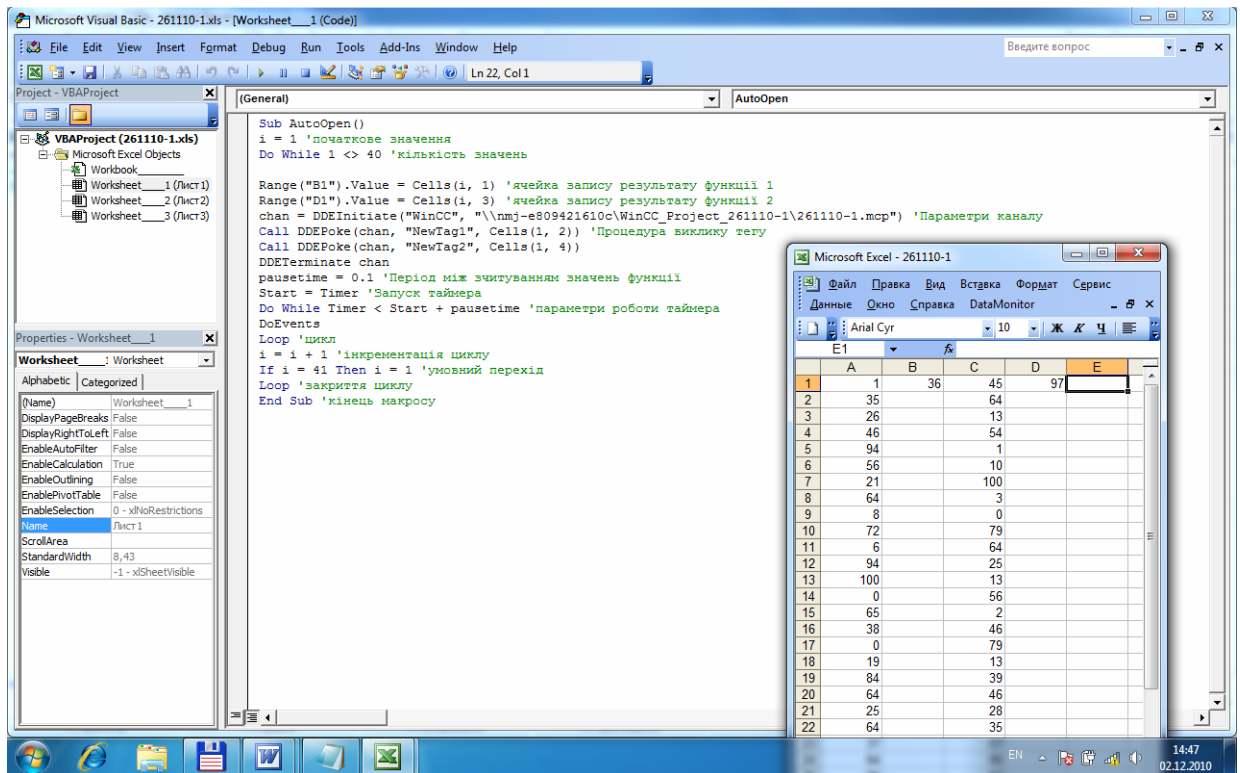 Microsoft Visual Basic - 261110-1.xls - [Worksheet____1 (Code)]
File Edit View Insert Format Debug Run Tools Add-Ins Window Help
Введите вопрос
Ln 22, Col 1
Project - VBAProject
VBAProject (261110-1.xls)
Microsoft Excel Objects
Workbook________
Worksheet____1 (Лист1)
Worksheet____2 (Лист2)
Worksheet____3 (Лист3)
Properties - Worksheet____1
Worksheet____: Worksheet
Alphabetic Categorized
(Name) Worksheet____1
DisplayPageBreaks False
DisplayRightToLeft False
EnableAutoFilter False
EnableCalculation True
EnableOutlining False
EnablePivotTable False
EnableSelection 0 - xlNoRestrictions
Name Лист1
ScrollArea
StandardWidth 8,43
Visible -1 - xlSheetVisible
(General) AutoOpen
Sub AutoOpen()
i = 1 'початкове значення
Do While 1 <> 40 'кількість значень
Range("B1").Value = Cells(i, 1) 'ячейка запису результату функції 1
Range("D1").Value = Cells(i, 3) 'ячейка запису результату функції 2
chan = DDEInitiate("WinCC", "\\nmj-e809421610c\WinCC_Project_261110-1\261110-1.mcp") 'Параметри каналу
Call DDEPoke(chan, "NewTag1", Cells(1, 2)) 'Процедура виклику тегу
Call DDEPoke(chan, "NewTag2", Cells(1, 4))
DDETerminate chan
pausetime = 0.1 'Період між зчитуванням значень функції
Start = Timer 'Запуск таймера
Do While Timer < Start + pausetime 'параметри роботи таймера
DoEvents
Loop 'цикл
i = i + 1 'інкрементація циклу
If i = 41 Then i = 1 'умовний перехід
Loop 'закриття циклу
End Sub 'кінець макросу
Microsoft Excel - 261110-1
Файл Правка Вид Вставка Формат Сервис
Данные Окно Справка DataMonitor
Arial Cyr 10 Ж К Ч
E1 fx
A B C D E
1 1 36 45 97
2 35 64
3 26 13
4 46 54
5 94 1
6 56 10
7 21 100
8 64 3
9 8 0
10 72 79
11 6 64
12 94 25
13 100 13
14 0 56
15 65 2
16 38 46
17 0 79
18 19 13
19 84 39
20 64 46
21 25 28
22 64 35
EN
14:47
02.12.2010